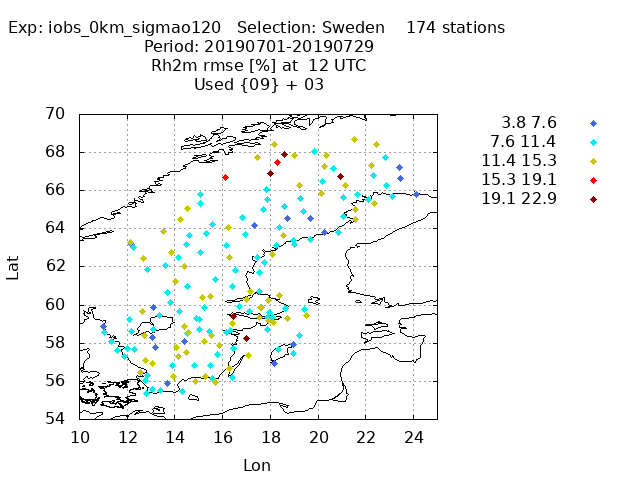 Exp: iobs_0km_sigmao120   Selection: Sweden    174 stations
Period: 20190701-20190729
Rh2m rmse [%] at  12 UTC
Used {09} + 03
3.8 7.6
7.6 11.4
11.4 15.3
15.3 19.1
19.1 22.9
70
68
66
64
62
60
58
56
54
Lat
10 12 14 16 18 20 22 24
Lon